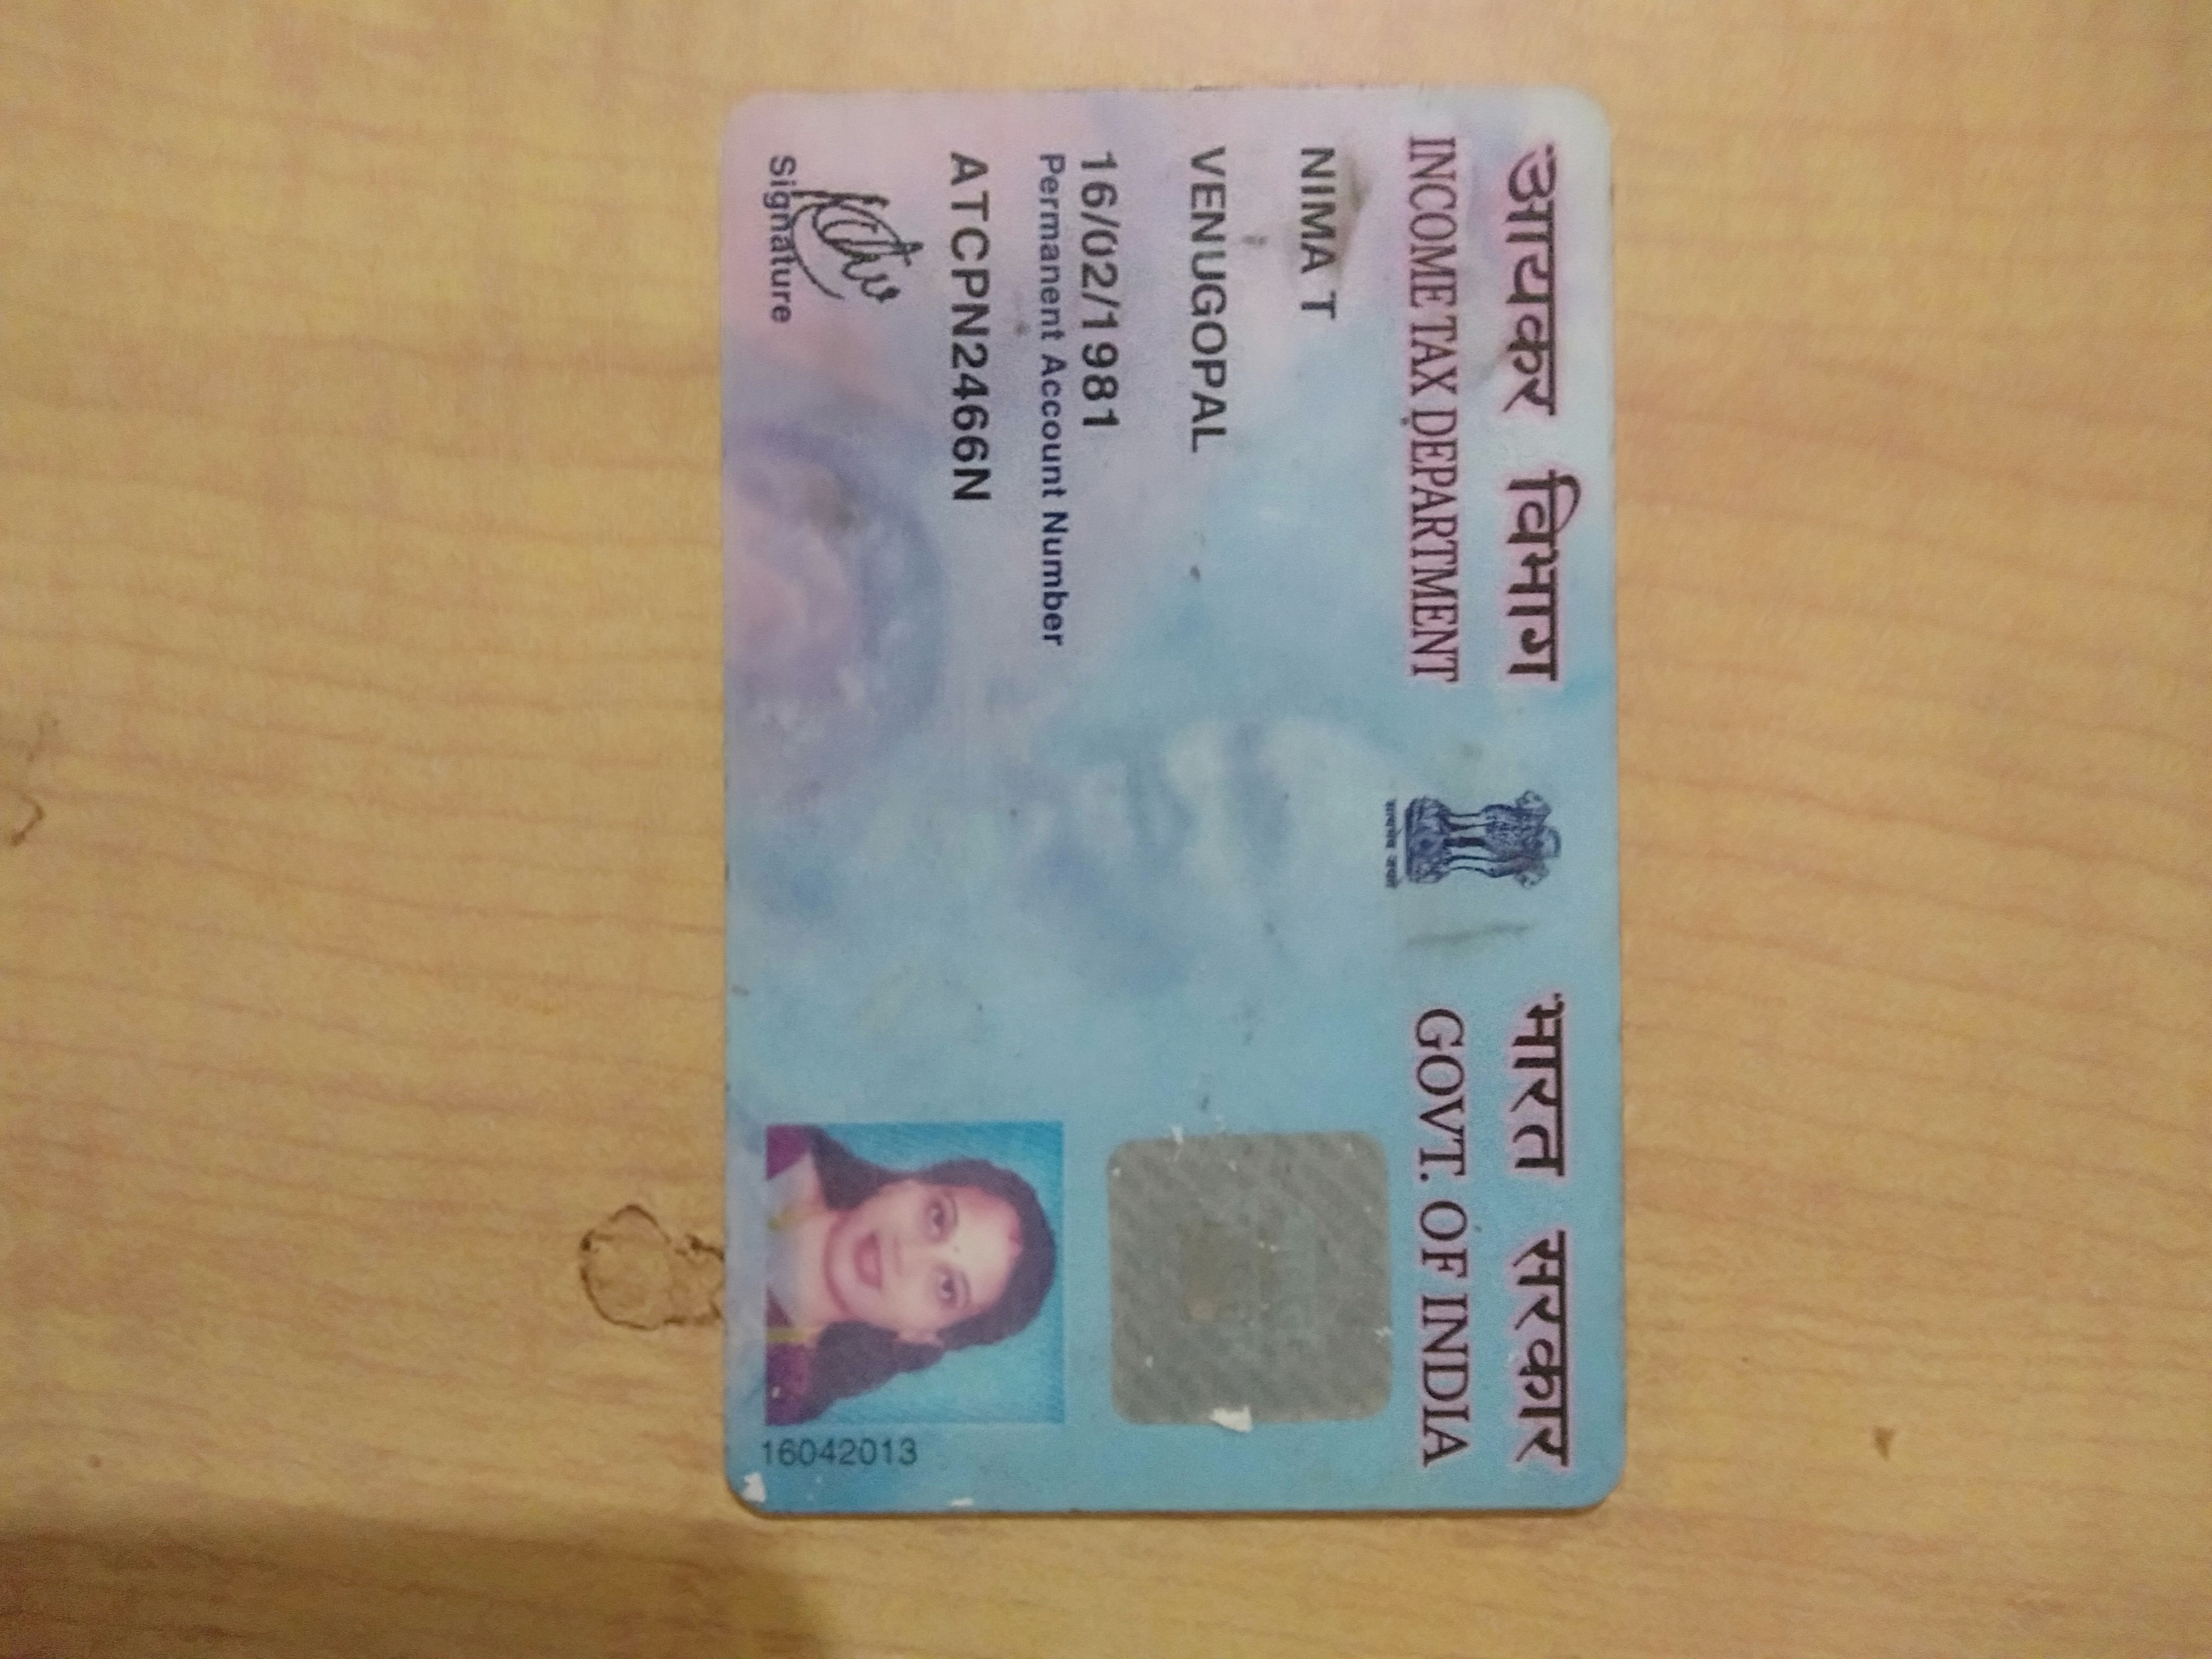 आयकर विभाग
INCOME TAX DEPARTMENT
भारत सरकार
GOVT. OF INDIA
सत्यमेव जयते
NIMA T
VENUGOPAL
16/02/1981
Permanent Account Number
ATCPN2466N
Signature
16042013